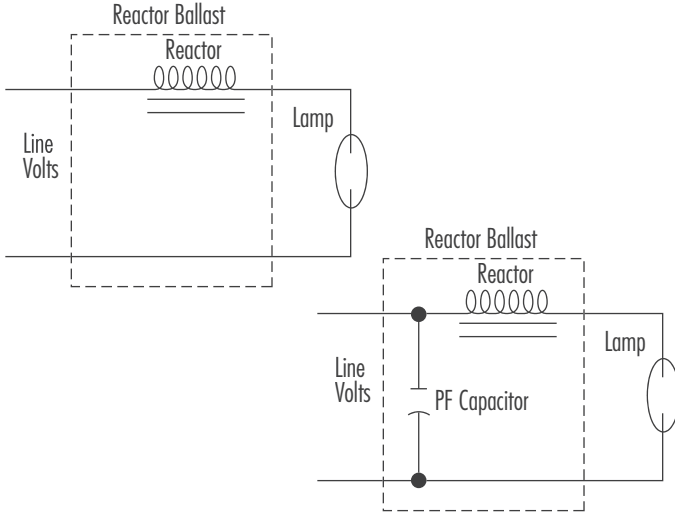 Reactor Ballast
Reactor
Lamp
Line
Volts
Reactor Ballast
Reactor
Lamp
Line
Volts
PF Capacitor